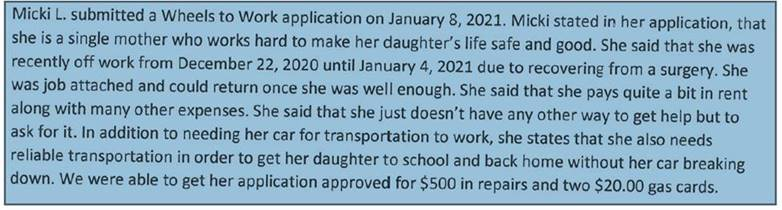 Micki L. submitted a Wheels to Work application on January 8, 2021. Micki stated in her application, that
she is a single mother who works hard to make her daughter's life safe and good. She said that she was
recently off work from December 22, 2020 until January 4, 2021 due to recovering from a surgery. She
was job attached and could return once she was well enough. She said that she pays quite a bit in rent
along with many other expenses. She said that she just doesn't have any other way to get help but to
ask for it. In addition to needing her car for transportation to work, she states that she also needs
reliable transportation in order to get her daughter to school and back home without her car breaking
down. We were able to get her application approved for $500 in repairs and two $20.00 gas cards.